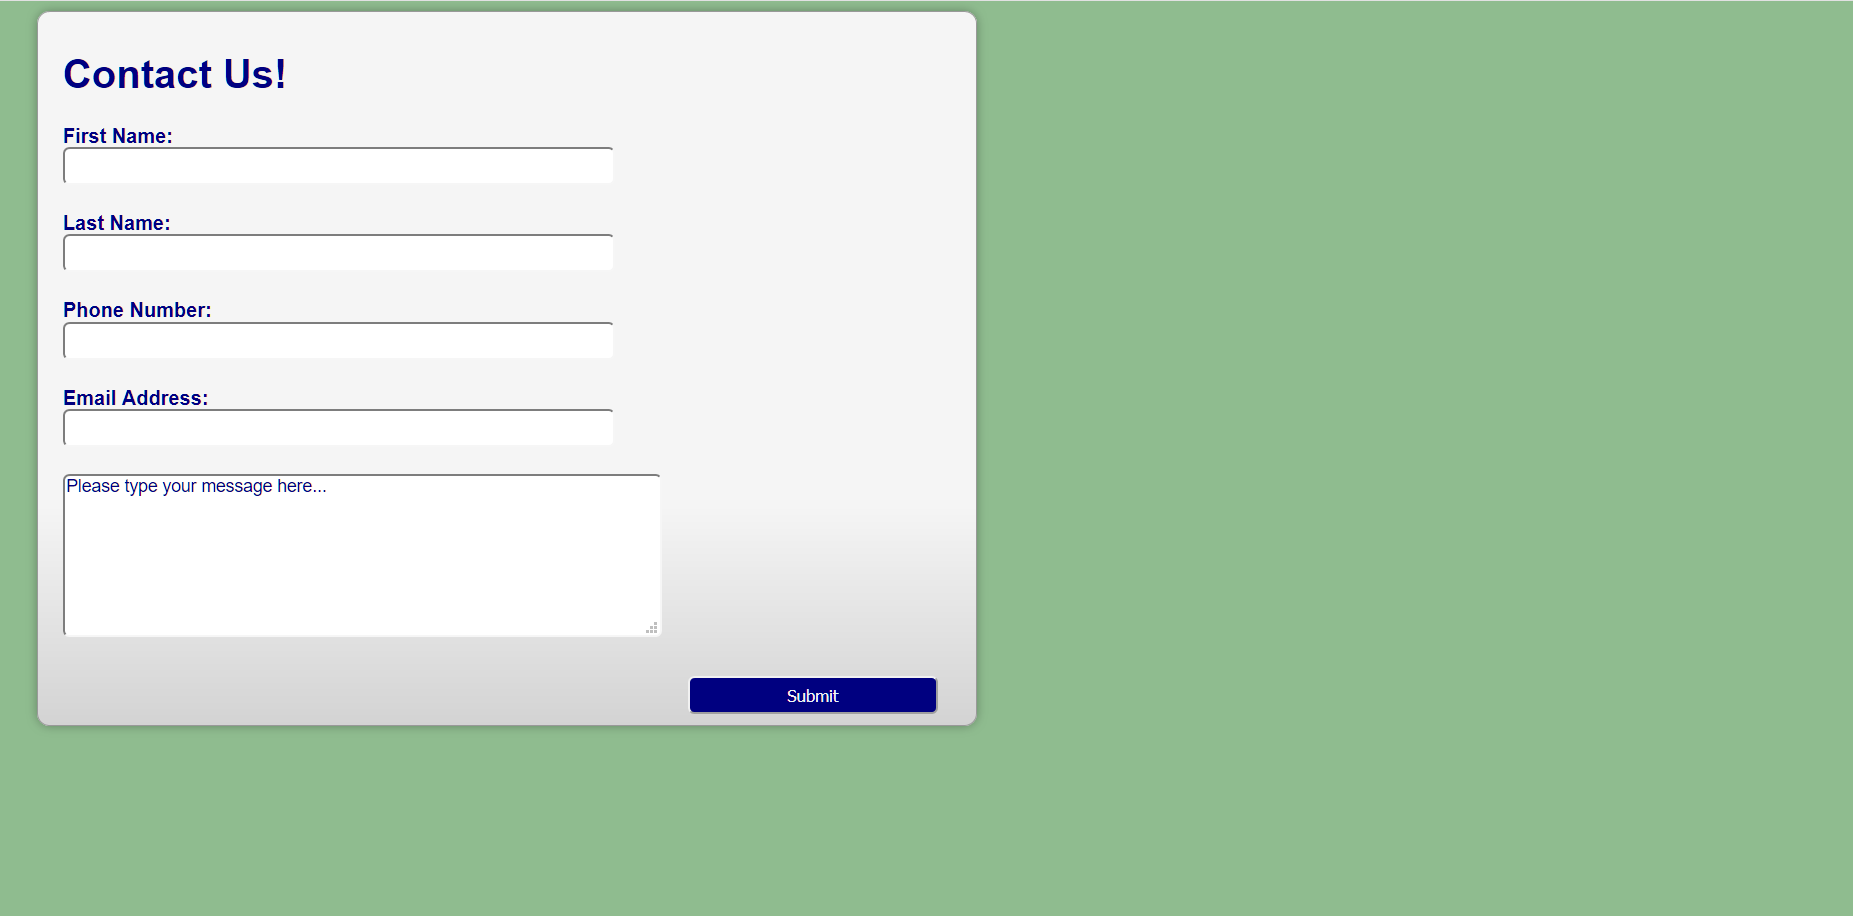 Contact Us!
First Name:
Last Name:
Phone Number:
Email Address:
Please type your message here...
Submit